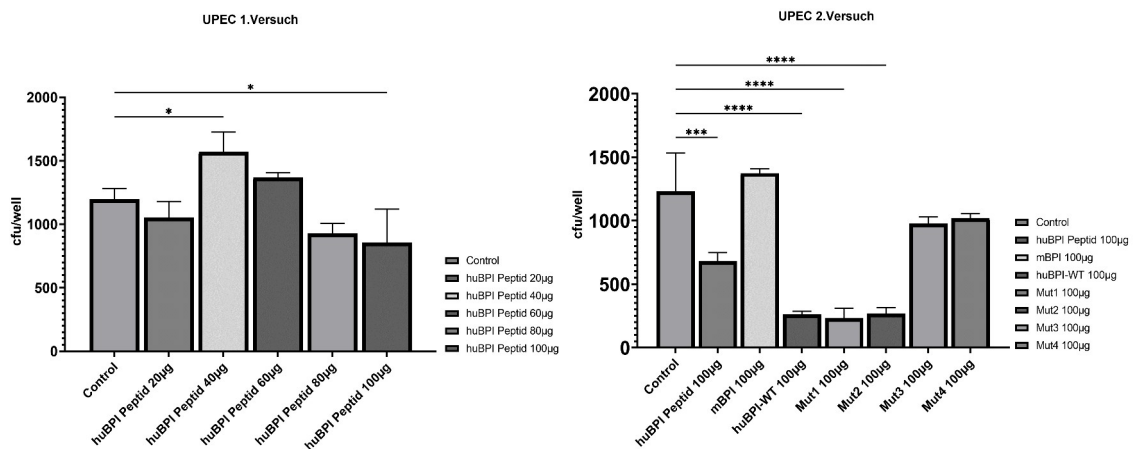 UPEC 1.Versuch
*
*
2000
1500
1000
500
0
cfu/well
Control
huBPI Peptid 20µg
huBPI Peptid 40µg
huBPI Peptid 60µg
huBPI Peptid 80µg
huBPI Peptid 100µg
Control
huBPI Peptid 20µg
huBPI Peptid 40µg
huBPI Peptid 60µg
huBPI Peptid 80µg
huBPI Peptid 100µg
UPEC 2.Versuch
****
****
****
***
2000
1500
1000
500
0
cfu/well
Control
huBPI Peptid 100µg
mBPI 100µg
huBPI-WT 100µg
Mut1 100µg
Mut2 100µg
Mut3 100µg
Mut4 100µg
Control
huBPI Peptid 100µg
mBPI 100µg
huBPI-WT 100µg
Mut1 100µg
Mut2 100µg
Mut3 100µg
Mut4 100µg